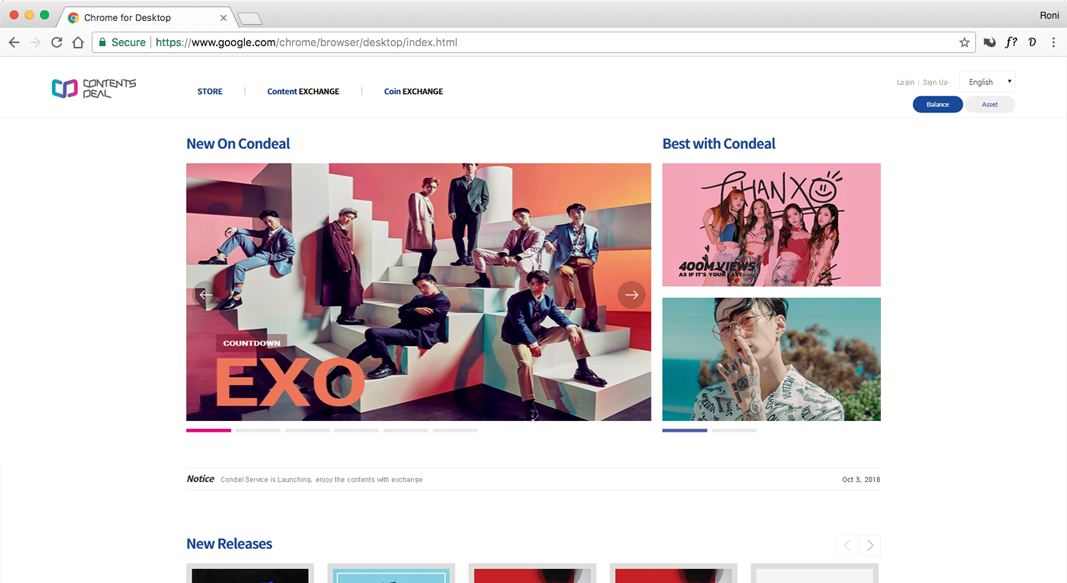 Chrome for Desktop
Roni
Secure | https://www.google.com/chrome/browser/desktop/index.html
f?
D
CONTENTS
DEAL
STORE | Content EXCHANGE | Coin EXCHANGE
Login | Sign Up
English
Balance
Asset
New On Condeal
COUNTDOWN
EXO
Best with Condeal
THANXO
400M VIEWS
AS IF IT'S YOUR LAST
Notice
Condel Service is Launching, enjoy the contents with exchange
Oct 3, 2018
New Releases